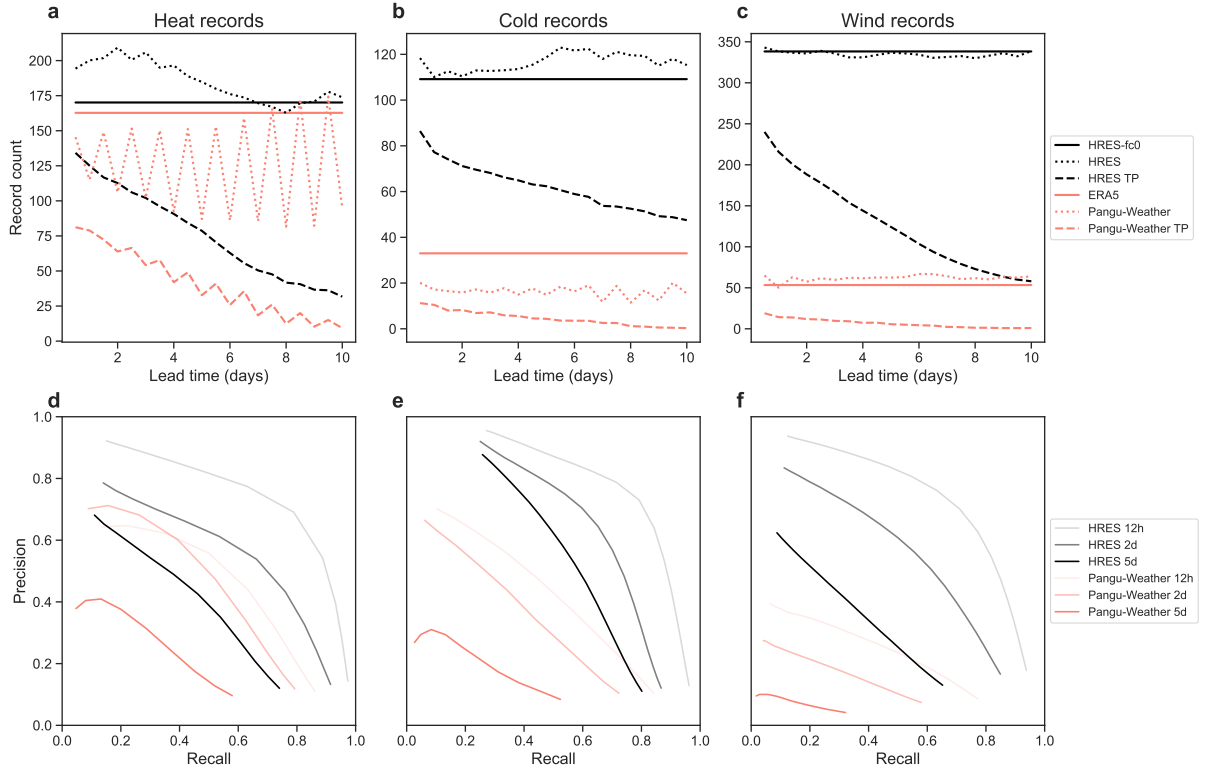 a Heat records
b Cold records
c Wind records
Record count
200
175
150
125
100
75
50
25
0
2 4 6 8 10
Lead time (days)
120
100
80
60
40
20
0
2 4 6 8 10
Lead time (days)
350
300
250
200
150
100
50
0
2 4 6 8 10
Lead time (days)
HRES-fc0
HRES
HRES TP
ERA5
Pangu-Weather
Pangu-Weather TP
d
e
f
Precision
1.0
0.8
0.6
0.4
0.2
0.0
0.0 0.2 0.4 0.6 0.8 1.0
Recall
0.0 0.2 0.4 0.6 0.8 1.0
Recall
0.0 0.2 0.4 0.6 0.8 1.0
Recall
HRES 12h
HRES 2d
HRES 5d
Pangu-Weather 12h
Pangu-Weather 2d
Pangu-Weather 5d